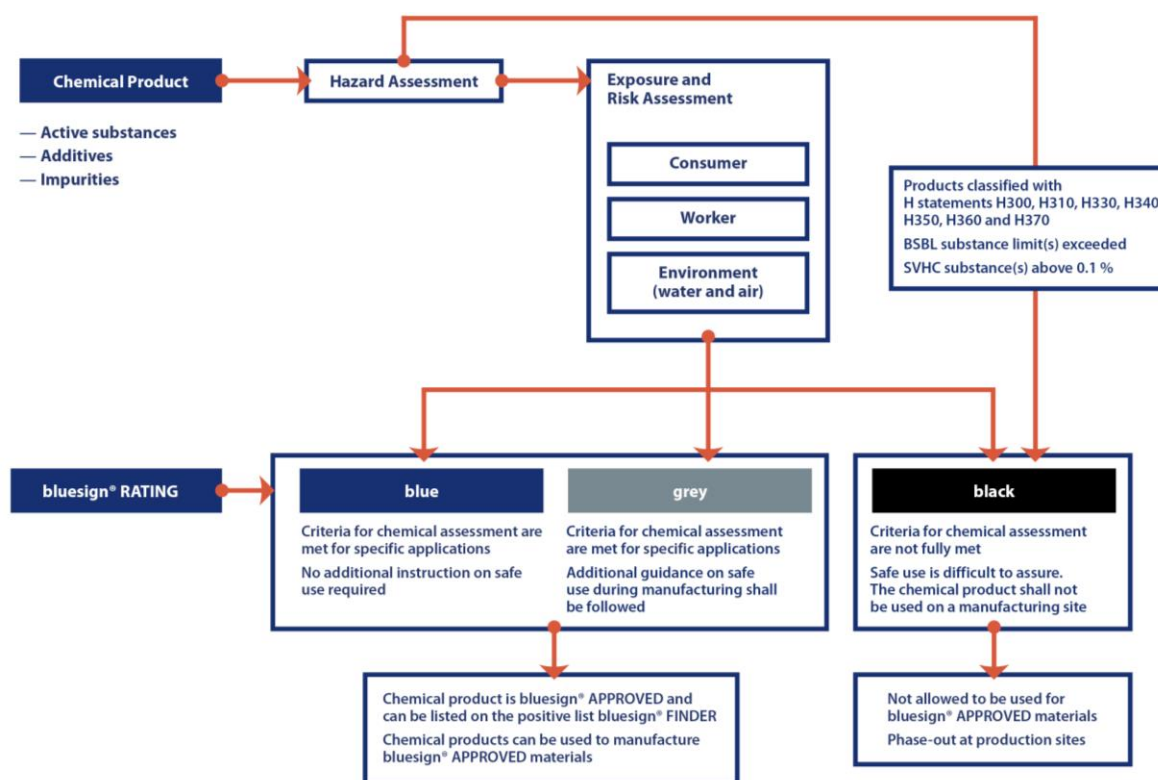 Chemical Product
— Active substances
— Additives
— Impurities
Hazard Assessment
Exposure and
Risk Assessment
Consumer
Worker
Environment
(water and air)
Products classified with
H statements H300, H310, H330, H340
H350, H360 and H370
BSBL substance limit(s) exceeded
SVHC substance(s) above 0.1 %
bluesign® RATING
blue
Criteria for chemical assessment are
met for specific applications
No additional instruction on safe
use required
grey
Criteria for chemical assessment
are met for specific applications
Additional guidance on safe
use during manufacturing shall
be followed
black
Criteria for chemical assessment
are not fully met
Safe use is difficult to assure.
The chemical product shall not
be used on a manufacturing site
Chemical product is bluesign® APPROVED and
can be listed on the positive list bluesign® FINDER
Chemical products can be used to manufacture
bluesign® APPROVED materials
Not allowed to be used for
bluesign® APPROVED materials
Phase-out at production sites